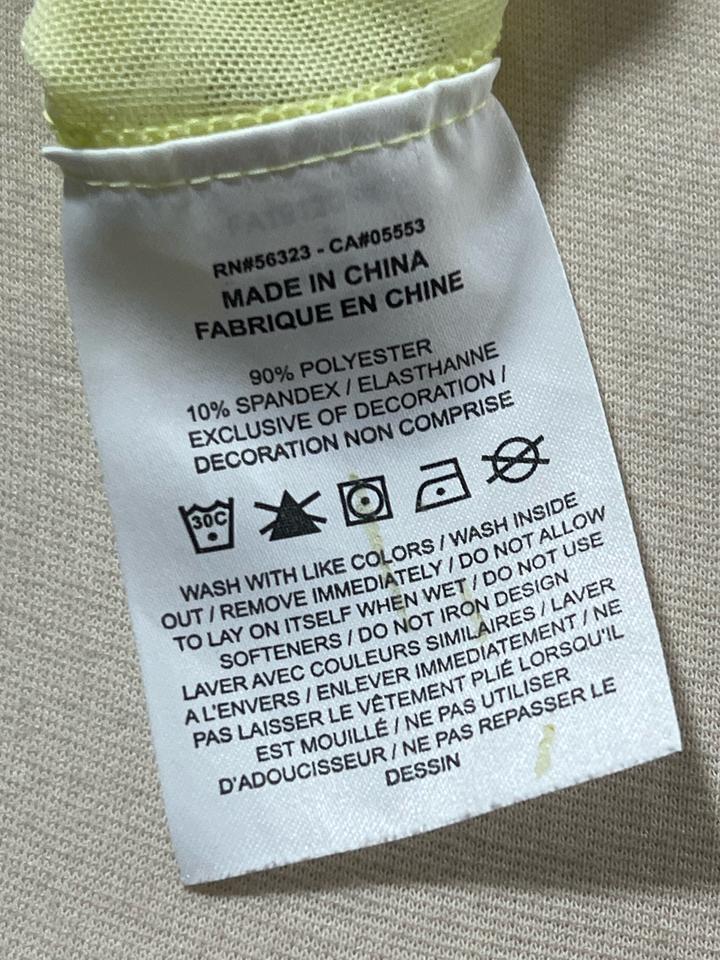 RN#56323 - CA#05553
MADE IN CHINA
FABRIQUE EN CHINE
90% POLYESTER
10% SPANDEX / ELASTHANNE
EXCLUSIVE OF DECORATION /
DECORATION NON COMPRISE
30C
WASH WITH LIKE COLORS / WASH INSIDE
OUT / REMOVE IMMEDIATELY / DO NOT ALLOW
TO LAY ON ITSELF WHEN WET / DO NOT USE
SOFTENERS / DO NOT IRON DESIGN
LAVER AVEC COULEURS SIMILAIRES / LAVER
A L'ENVERS / ENLEVER IMMEDIATEMENT / NE
PAS LAISSER LE VÊTEMENT PLIÉ LORSQU'IL
EST MOUILLÉ / NE PAS UTILISER
D'ADOUCISSEUR / NE PAS REPASSER LE
DESSIN